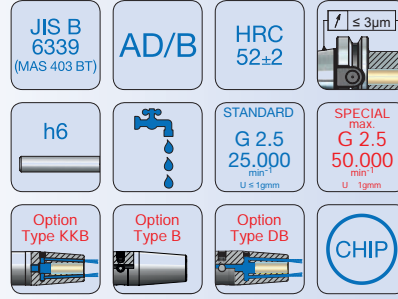 JIS B
6339
(MAS 403 BT)
AD/B
HRC
52±2
≤ 3µm
h6
STANDARD
G 2.5
25.000
min-1
U ≤ 1gmm
SPECIAL
max.
G 2.5
50.000
min-1
U 1gmm
Option
Type KKB
Option
Type B
Option
Type DB
CHIP